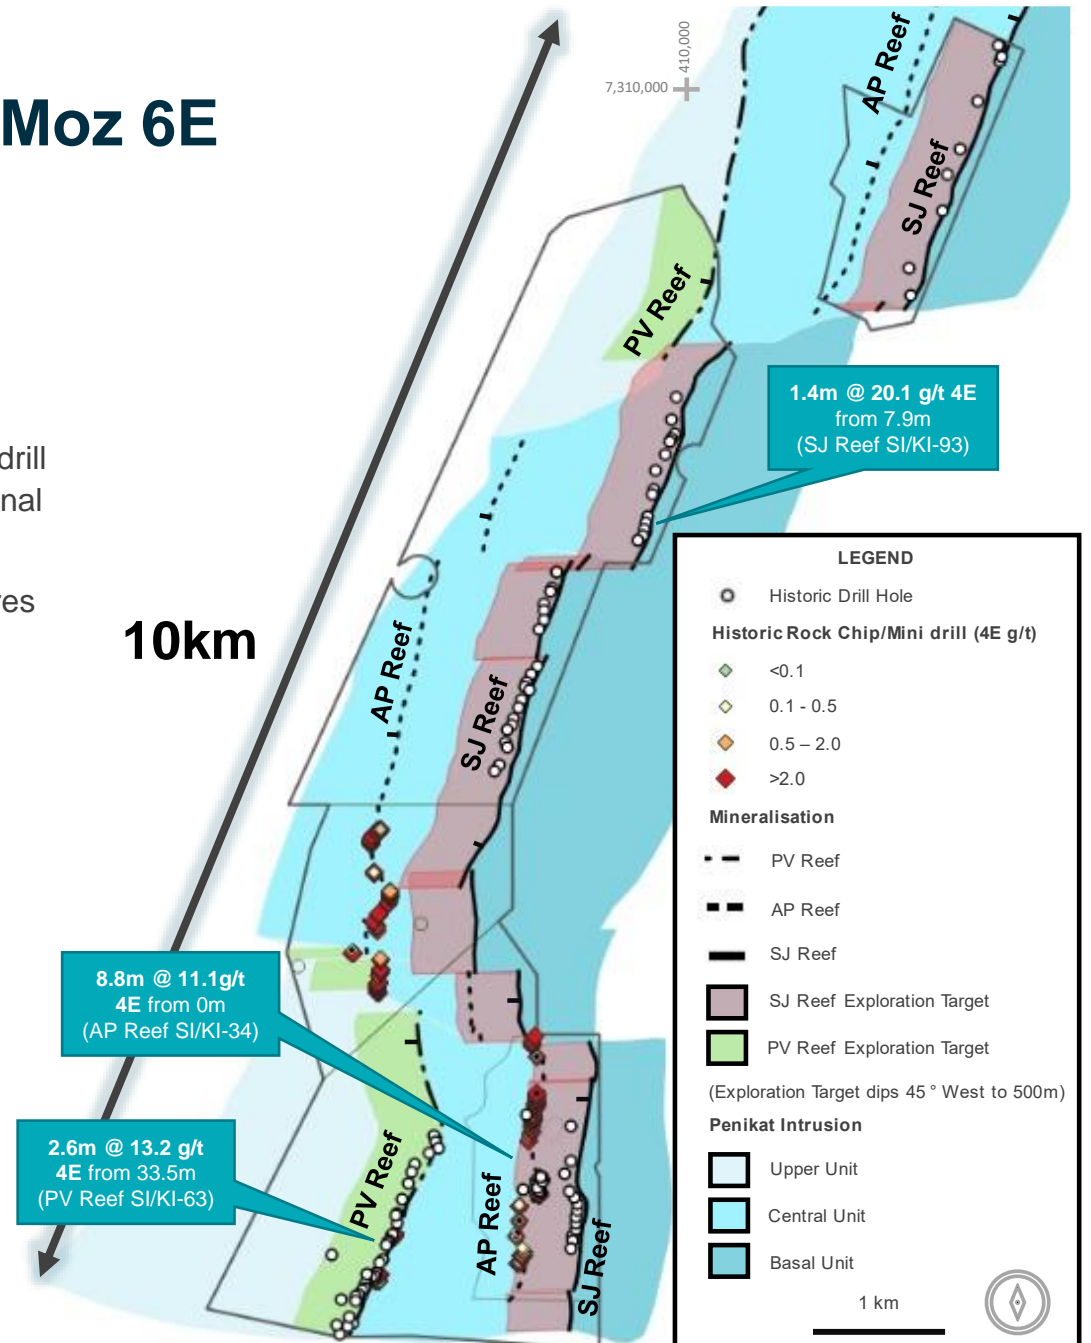 Moz 6E
410,000
7,310,000
AP Reef
SJ Reef
PV Reef
drill
nal
es
10km
1.4m @ 20.1 g/t 4E
from 7.9m
(SJ Reef SI/KI-93)
AP Reef
SJ Reef
8.8m @ 11.1g/t
4E from 0m
(AP Reef SI/KI-34)
2.6m @ 13.2 g/t
4E from 33.5m
(PV Reef SI/KI-63)
PV Reef
AP Reef
SJ Reef
LEGEND
Historic Drill Hole
Historic Rock Chip/Mini drill (4E g/t)
<0.1
0.1 - 0.5
0.5 – 2.0
>2.0
Mineralisation
PV Reef
AP Reef
SJ Reef
SJ Reef Exploration Target
PV Reef Exploration Target
(Exploration Target dips 45° West to 500m)
Penikat Intrusion
Upper Unit
Central Unit
Basal Unit
1 km